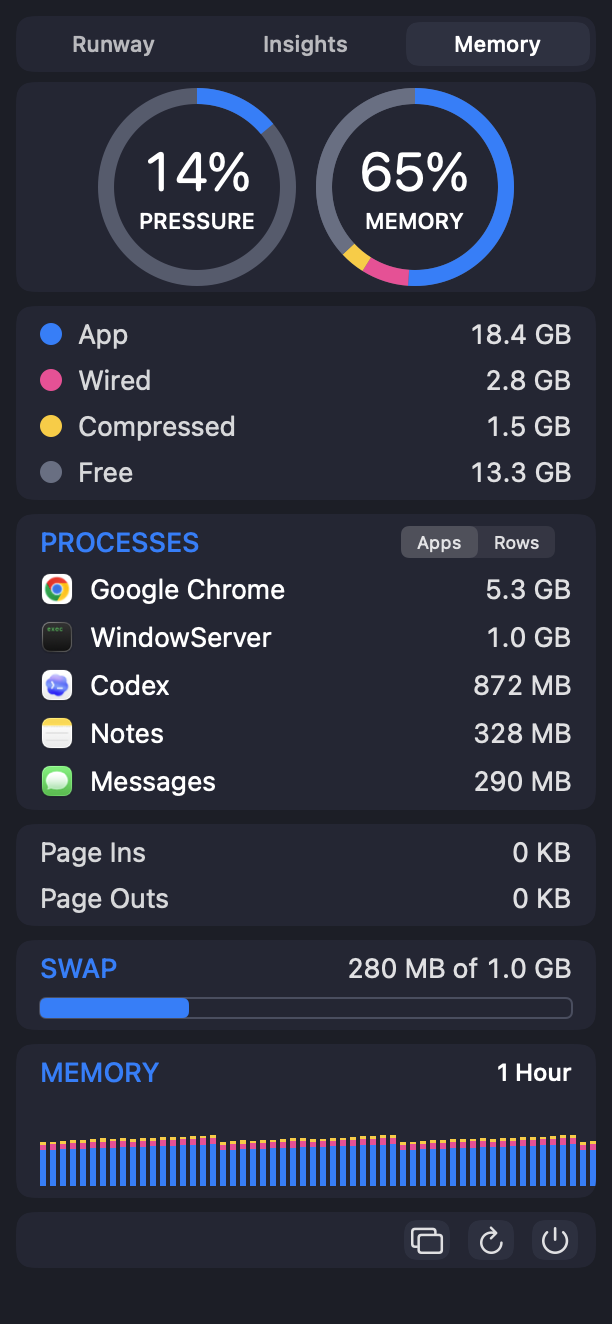 Runway Insights Memory
14% 65%
PRESSURE MEMORY
App 18.4 GB
Wired 2.8 GB
Compressed 1.5 GB
Free 13.3 GB
PROCESSES Apps Rows
Google Chrome 5.3 GB
exec
WindowServer 1.0 GB
Codex 872 MB
Notes 328 MB
Messages 290 MB
Page Ins 0 KB
Page Outs 0 KB
SWAP 280 MB of 1.0 GB
MEMORY 1 Hour